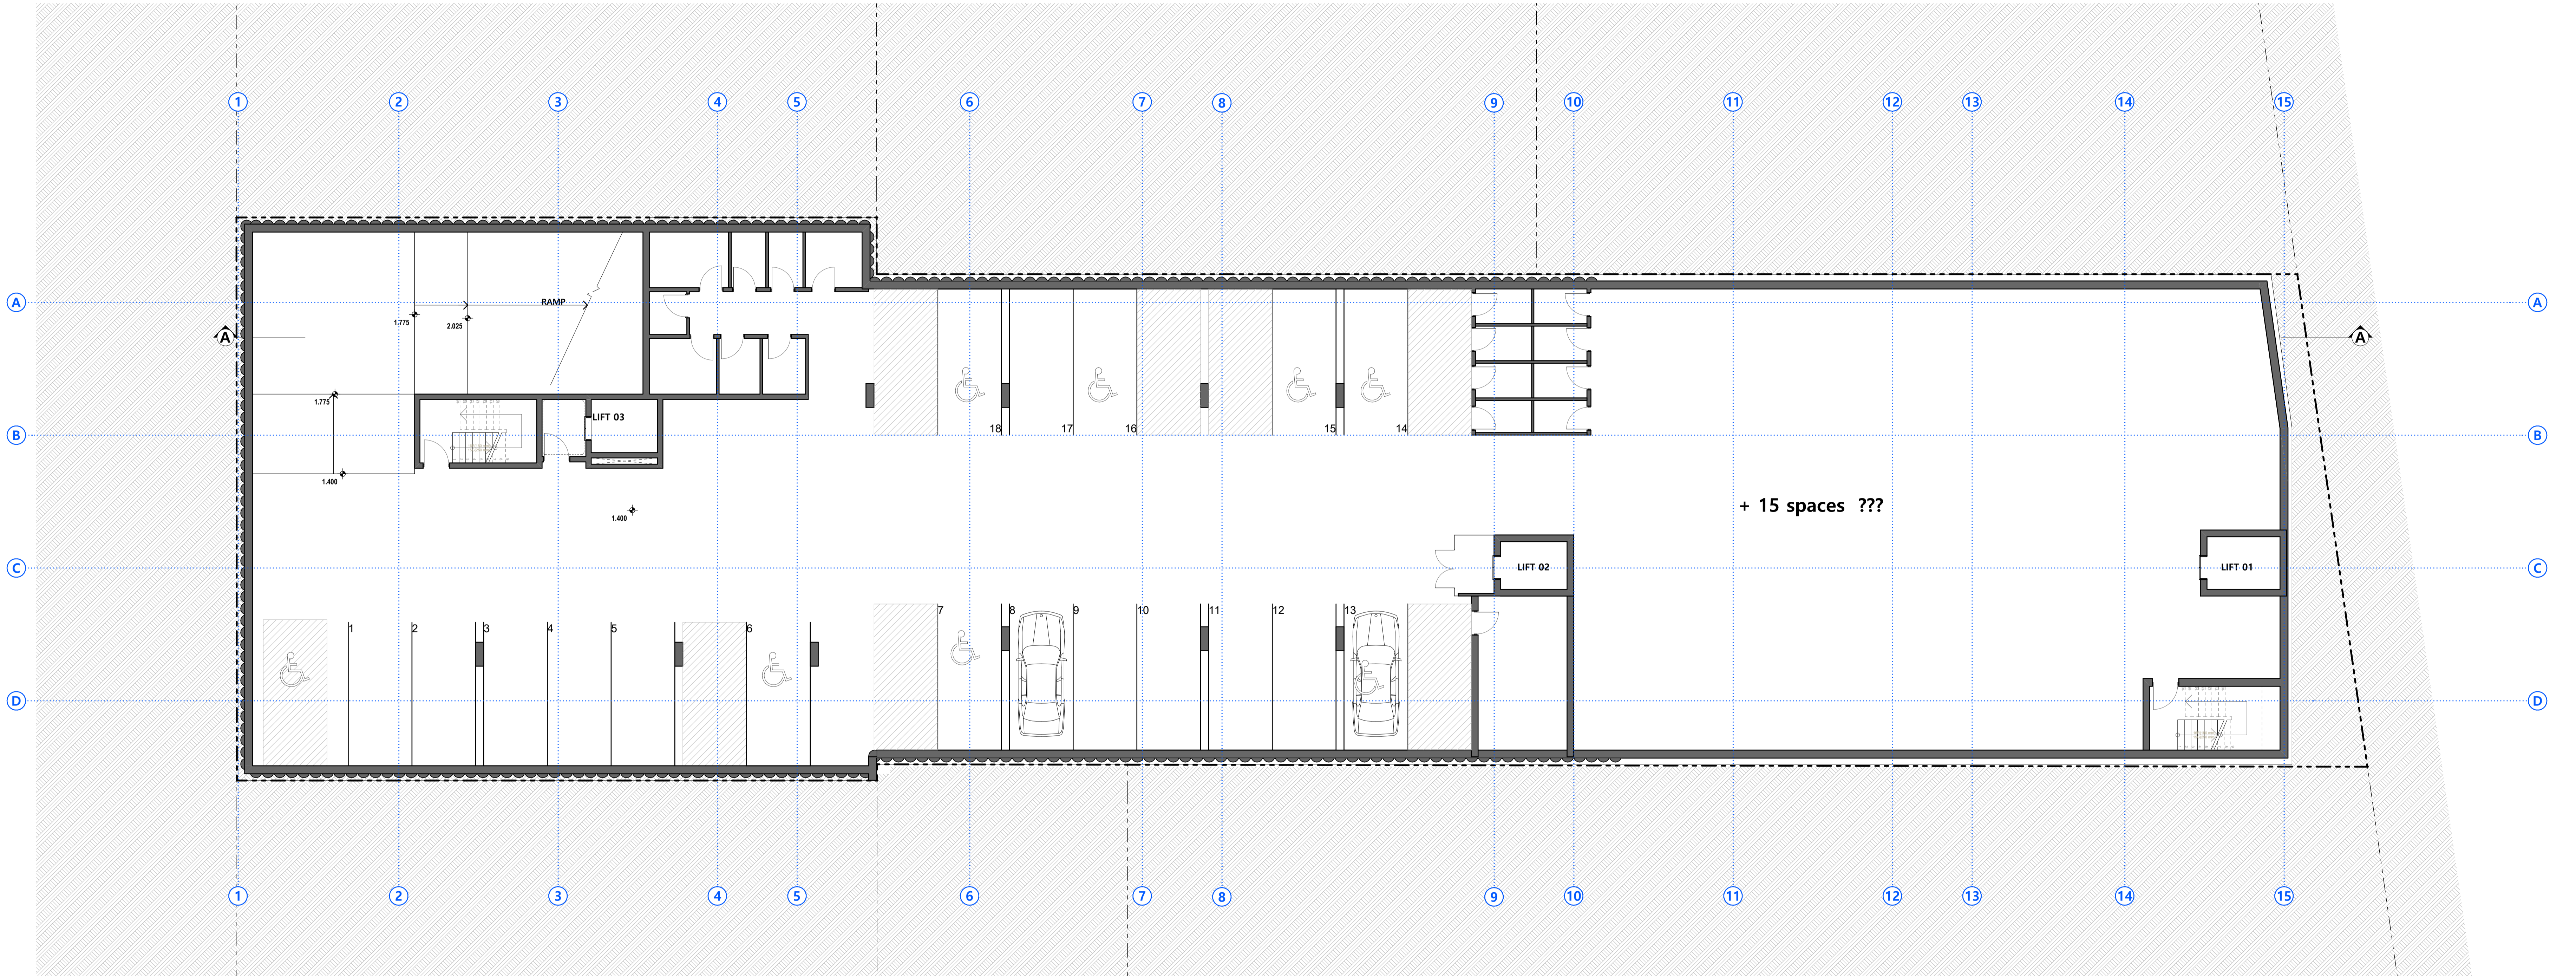 1 2 3 4 5 6 7 8 9 10 11 12 13 14 15
A RAMP A
1.775
2.025
A A
1.775
LIFT 03
18 17 16 15 14
B B
1.400
+ 15 spaces ???
1.400
C LIFT 02 LIFT 01 C
7 8 9 10 11 12 13
1 2 3 4 5 6
D D
1 2 3 4 5 6 7 8 9 10 11 12 13 14 15